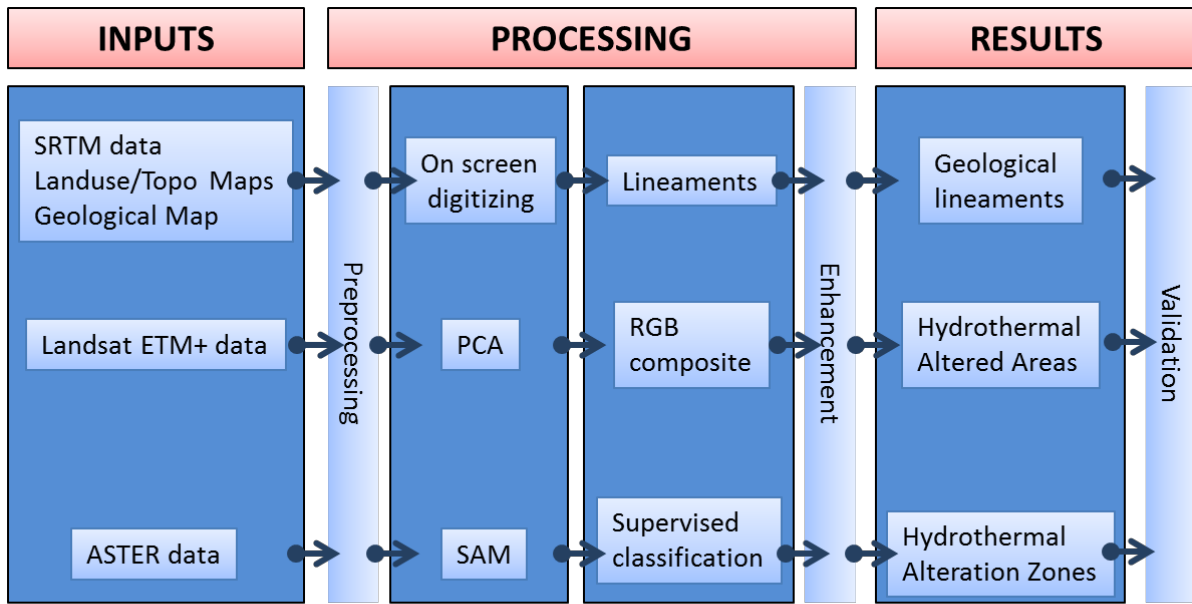 INPUTS
PROCESSING
RESULTS
SRTM data
Landuse/Topo Maps
Geological Map
Landsat ETM+ data
ASTER data
Preprocessing
On screen
digitizing
PCA
SAM
Lineaments
RGB
composite
Supervised
classification
Enhancement
Geological
lineaments
Hydrothermal
Altered Areas
Hydrothermal
Alteration Zones
Validation